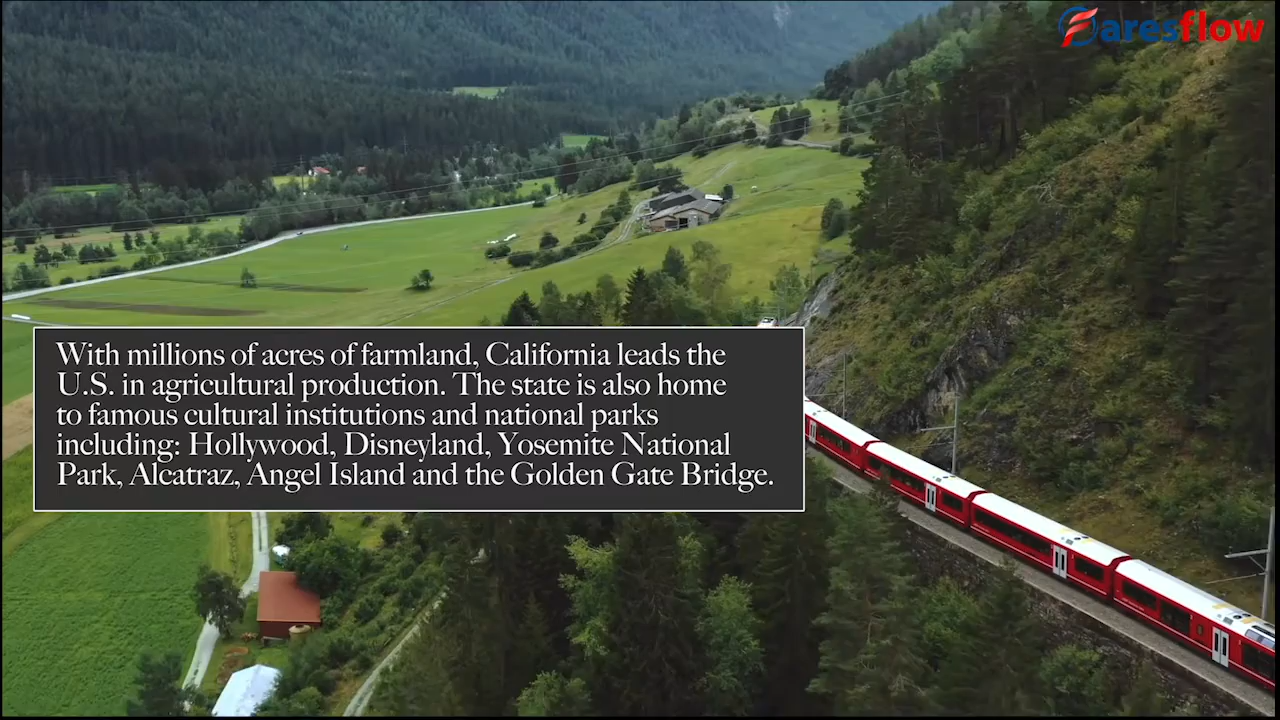 Faresflow
With millions of acres of farmland, California leads the
U.S. in agricultural production. The state is also home
to famous cultural institutions and national parks
including: Hollywood, Disneyland, Yosemite National
Park, Alcatraz, Angel Island and the Golden Gate Bridge.